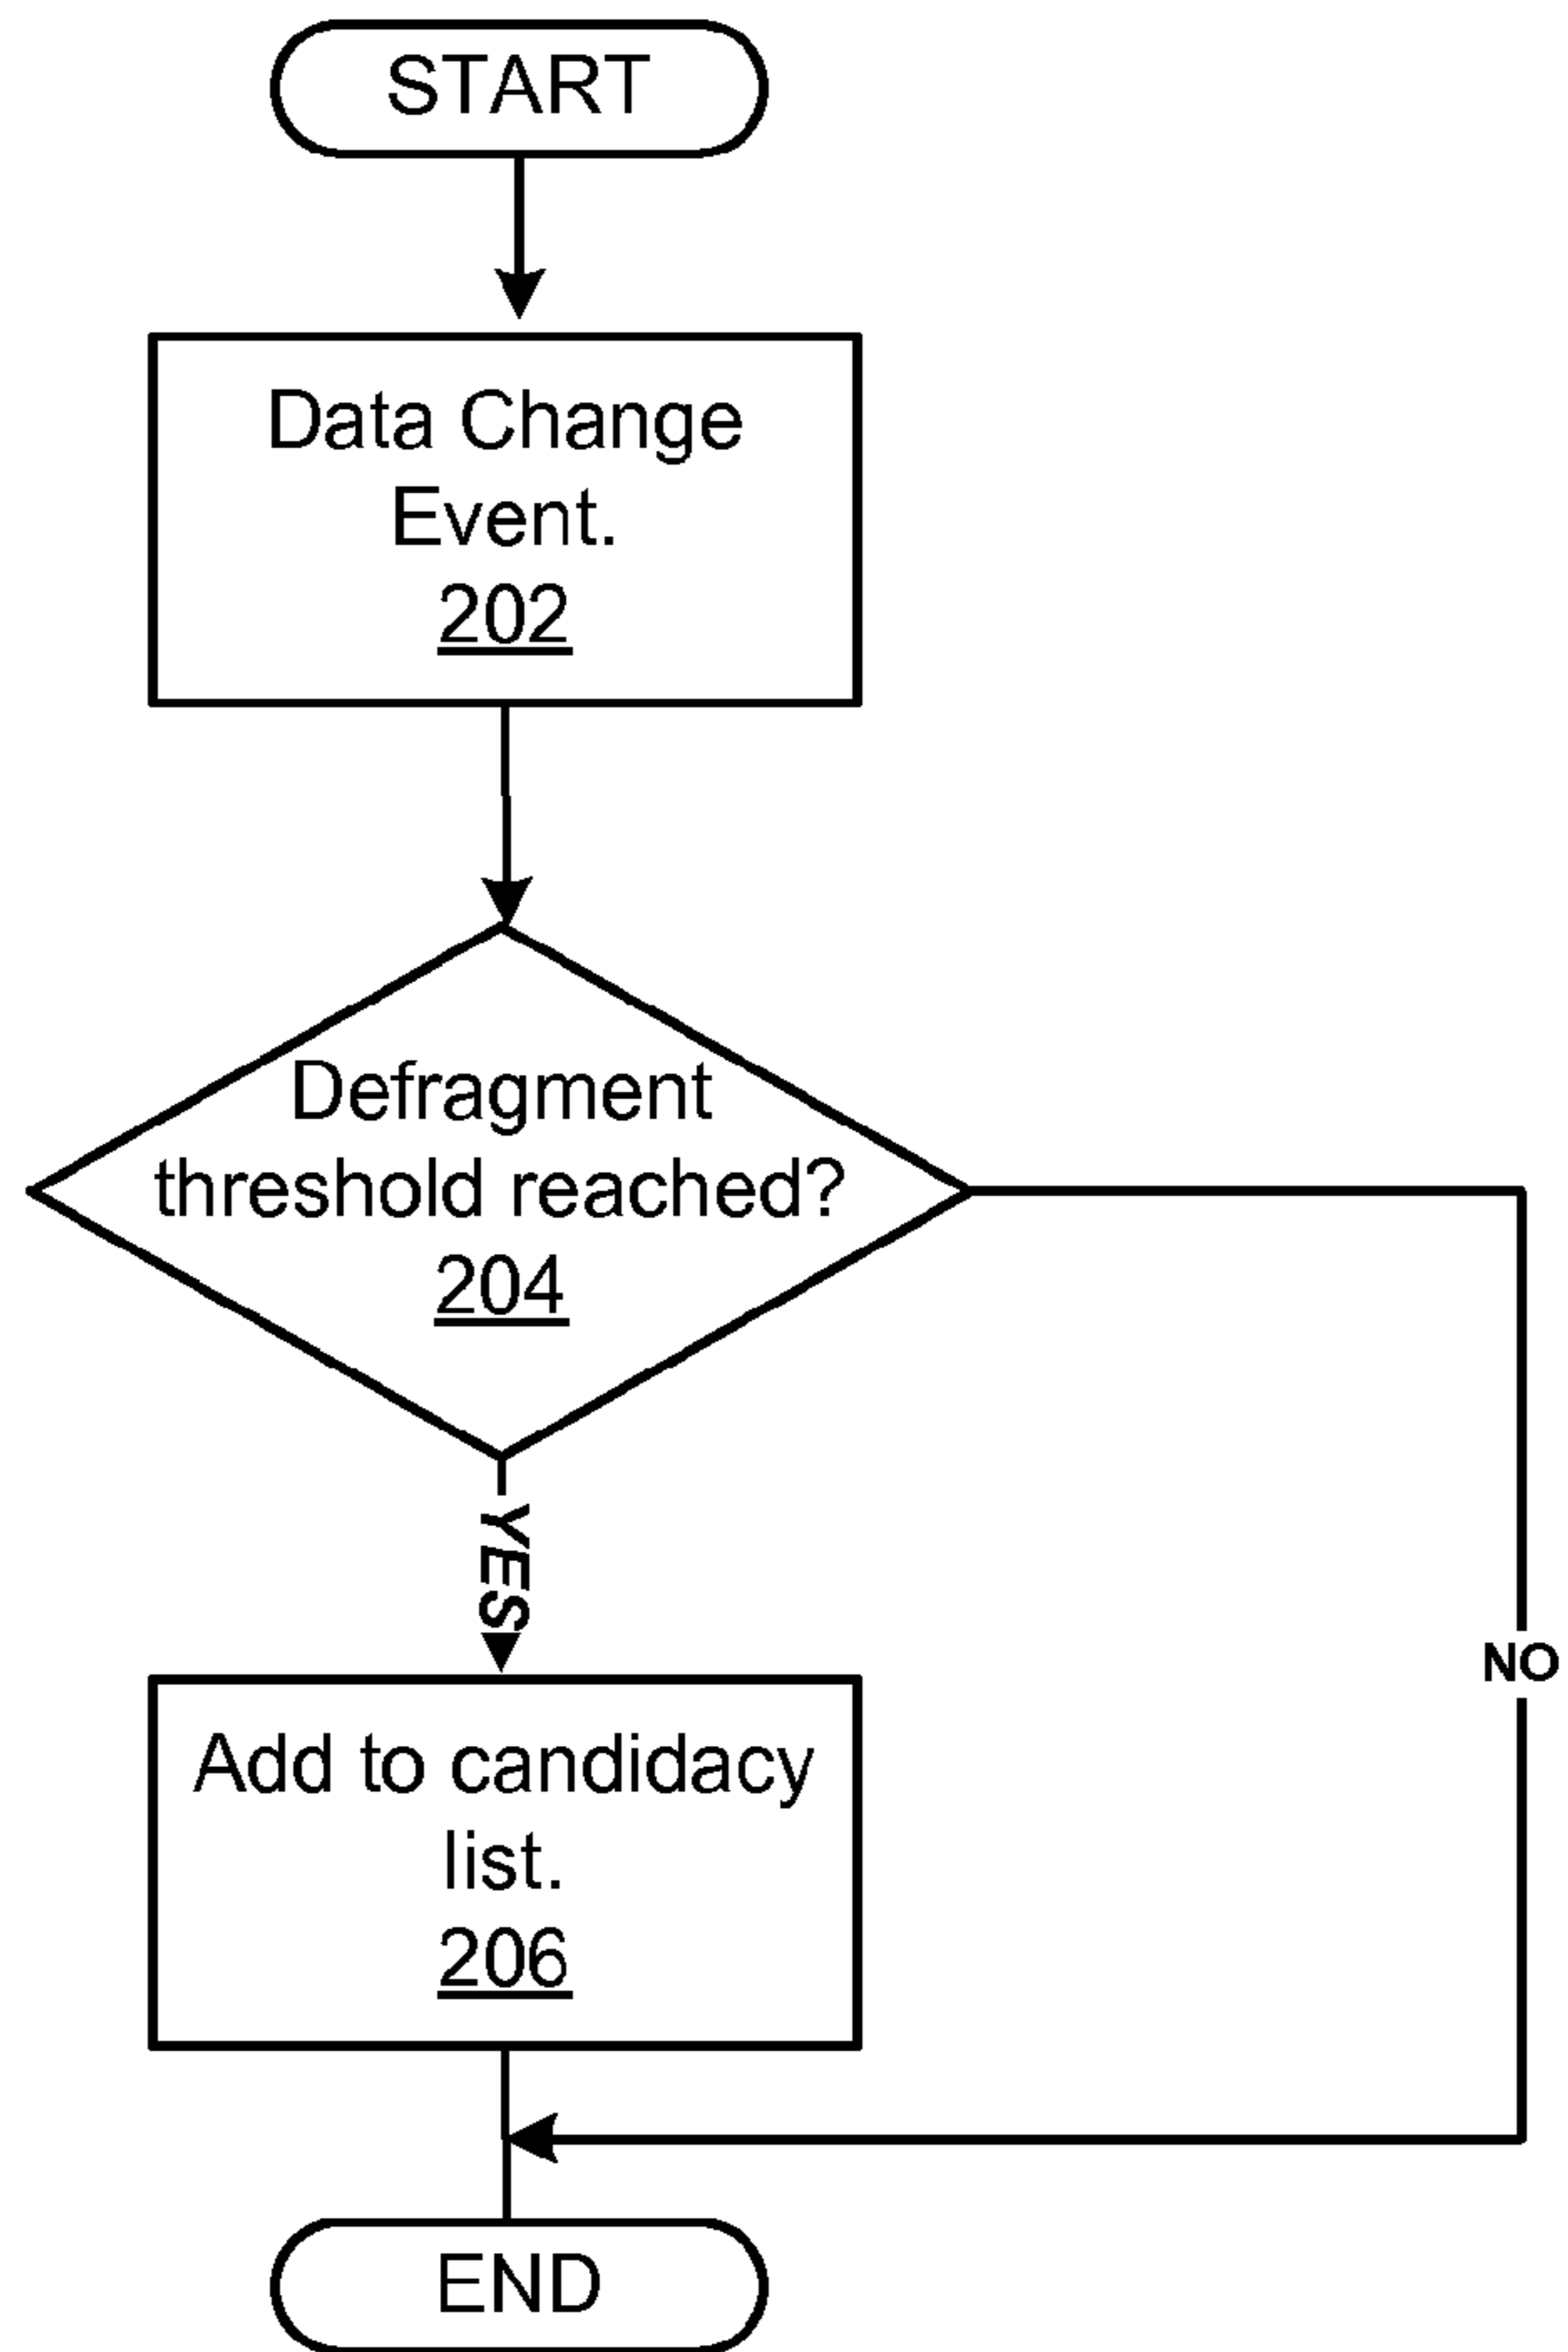 START
Data Change
Event.
202
Defragment
threshold reached?
204
YES
NO
Add to candidacy
list.
206
END